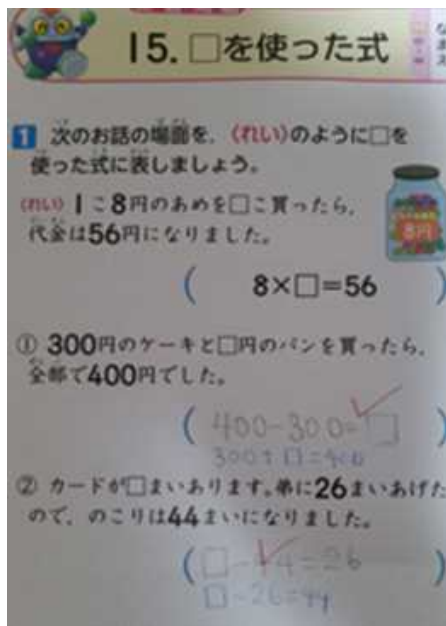 15. □を使った式
1 次のお話の場面を、(れい)のように□を
使った式に表しましょう。
(れい) 1こ8円のあめを□こ買ったら、
代金は56円になりました。
8円
( 8×□=56 )
① 300円のケーキと□円のパンを買ったら、
全部で400円でした。
( 400-300=□ )
300+□=400
② カードが□まいあります。弟に26まいあげた
ので、のこりは44まいになりました。
( □-44=26 )
□-26=44